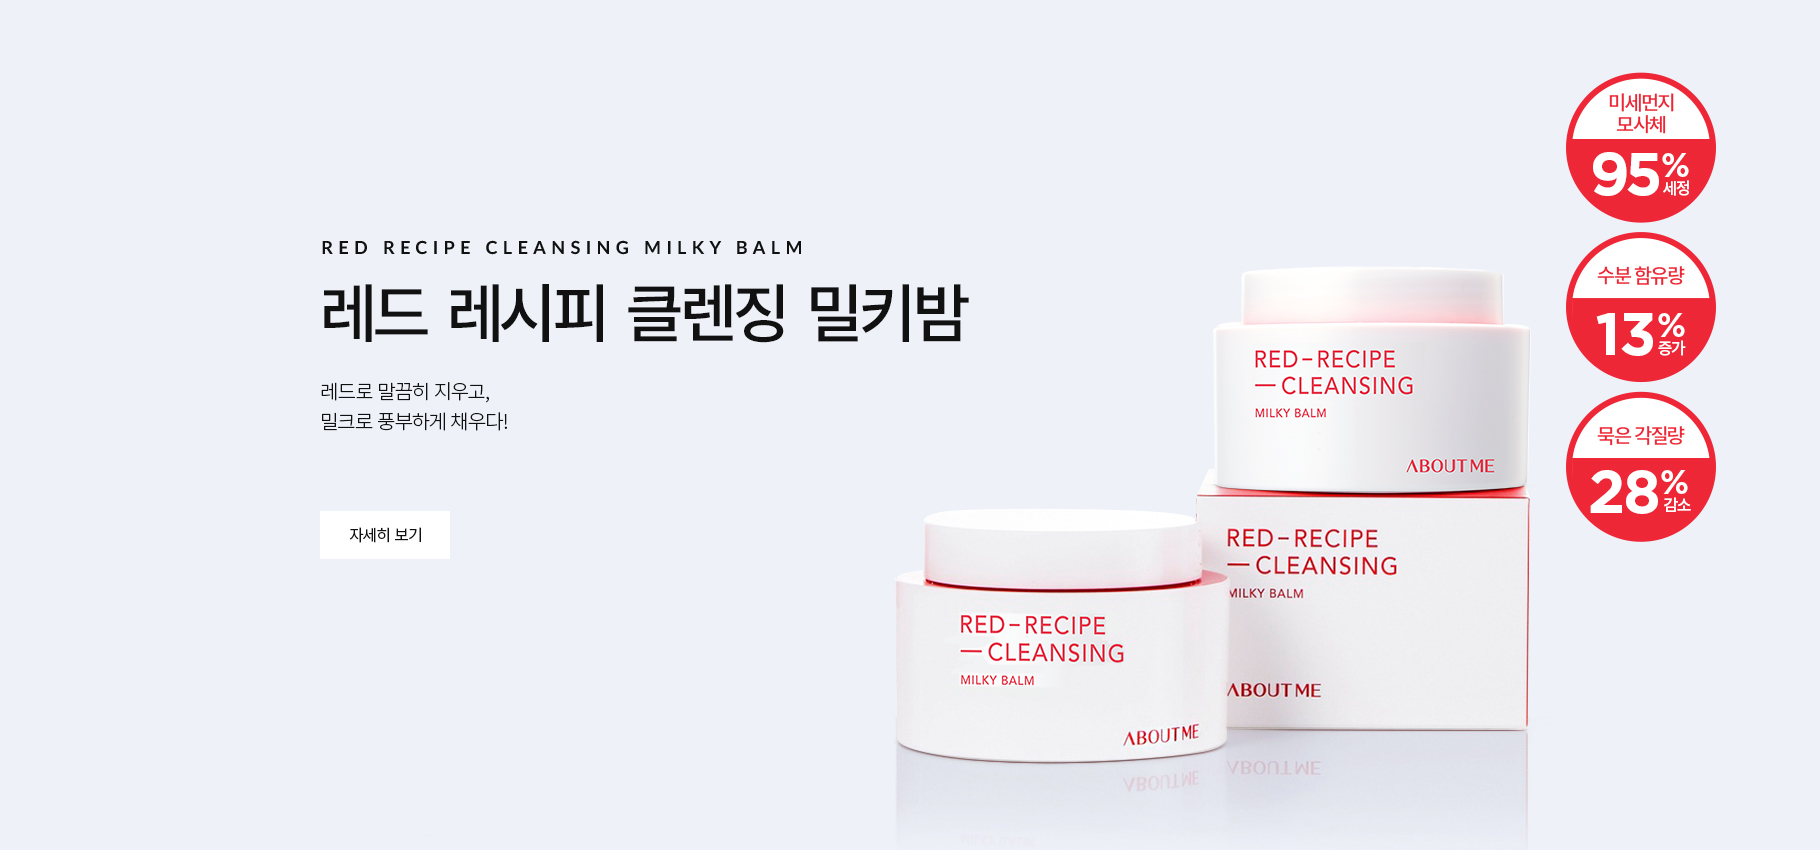 RED RECIPE CLEANSING MILKY BALM
레드 레시피 클렌징 밀키밤
레드로 말끔히 지우고,
밀크로 풍부하게 채우다!
자세히 보기
RED-RECIPE
— CLEANSING
MILKY BALM
ABOUT ME
RED-RECIPE
— CLEANSING
MILKY BALM
ABOUT ME
RED-RECIPE
— CLEANSING
MILKY BALM
ABOUT ME
미세먼지
모사체
95% 세정
수분 함유량
13% 증가
묵은 각질량
28% 감소